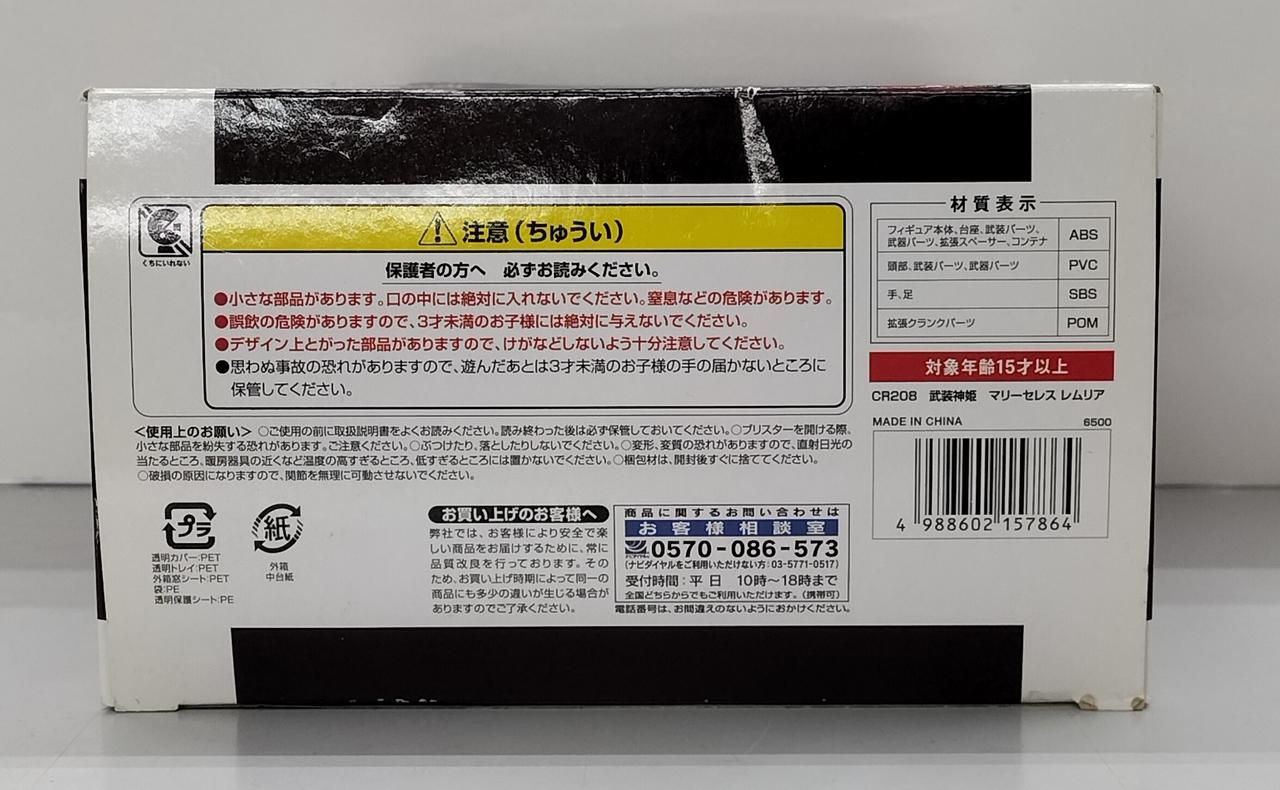 くちにいれない
注意(ちゅうい)
保護者の方へ 必ずお読みください。
●小さな部品があります。口の中には絶対に入れないでください。窒息などの危険があります。
●誤飲の危険がありますので、3才未満のお子様には絶対に与えないでください。
●デザイン上とがった部品がありますので、けがなどしないよう十分注意してください。
●思わぬ事故の恐れがありますので、遊んだあとは3才未満のお子様の手の届かないところに
保管してください。
<使用上のお願い> ○ご使用の前に取扱説明書をよくお読みください。読み終わった後は必ず保管しておいてください。○ブリスターを開ける際、
小さな部品を紛失する恐れがあります。ご注意ください。○ぶつけたり、落としたりしないでください。○変形、変質の恐れがありますので、直射日光の
当たるところ、暖房器具の近くなど温度の高すぎるところ、低すぎるところには置かないでください。○梱包材は、開封後すぐに捨ててください。
○破損の原因になりますので、関節を無理に可動させないでください。
材質表示
フィギュア本体、台座、武装パーツ、
武器パーツ、拡張スペーサー、コンテナ
ABS
頭部、武装パーツ、武器パーツ
PVC
手、足
SBS
拡張クランクパーツ
POM
対象年齢15才以上
CR208 武装神姫 マリーセレス レムリア
MADE IN CHINA
6500
4 988602 157864
プラ
透明カバー:PET
透明トレイ:PET
外箱窓シート:PET
袋:PE
透明保護シート:PE
紙
外箱
中台紙
お買い上げのお客様へ
弊社では、お客様により安全で楽
しい商品をお届けするために、常に
品質改良を行っております。その
ため、お買い上げ時期によって同一の
商品にも多少の違いが生じる場合が
ありますのでご了承ください。
商品に関するお問い合わせは
お客様相談室
0570-086-573
(ナビダイヤルをご利用いただけない方:03-5771-0517)
受付時間:平日 10時〜18時まで
全国どちらからでもご利用いただけます。(携帯可)
電話番号は、お間違えのないようにおかけください。